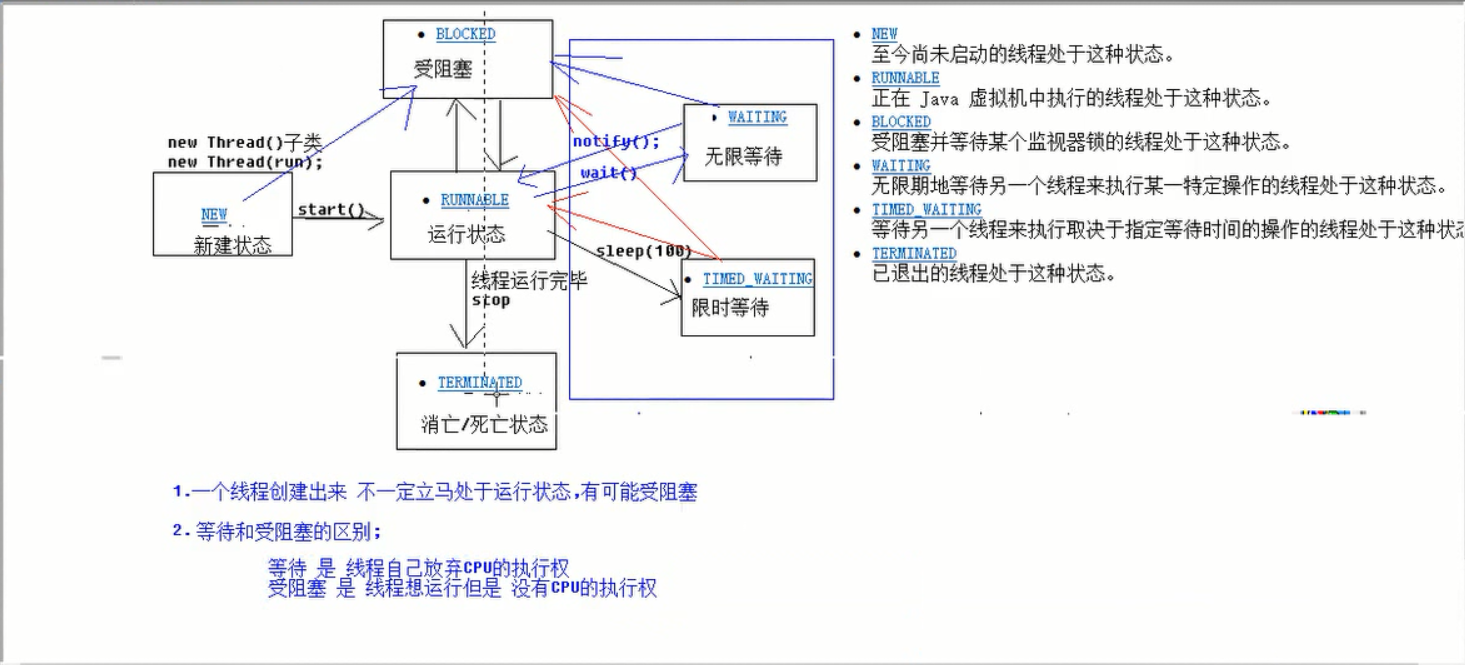 BLOCKED
受阻塞
new Thread()子类
new Thread(run);
NEW
新建状态
start()
RUNNABLE
运行状态
notify();
wait()
WAITING
无限等待
sleep(100)
TIMED_WAITING
限时等待
线程运行完毕
stop
TERMINATED
消亡/死亡状态
NEW
至今尚未启动的线程处于这种状态。
RUNNABLE
正在 Java 虚拟机中执行的线程处于这种状态。
BLOCKED
受阻塞并等待某个监视器锁的线程处于这种状态。
WAITING
无限期地等待另一个线程来执行某一特定操作的线程处于这种状态。
TIMED_WAITING
等待另一个线程来执行取决于指定等待时间的操作的线程处于这种状态
TERMINATED
已退出的线程处于这种状态。
1.一个线程创建出来 不一定立马处于运行状态,有可能受阻塞
2.等待和受阻塞的区别;
等待 是 线程自己放弃CPU的执行权
受阻塞 是 线程想运行但是 没有CPU的执行权